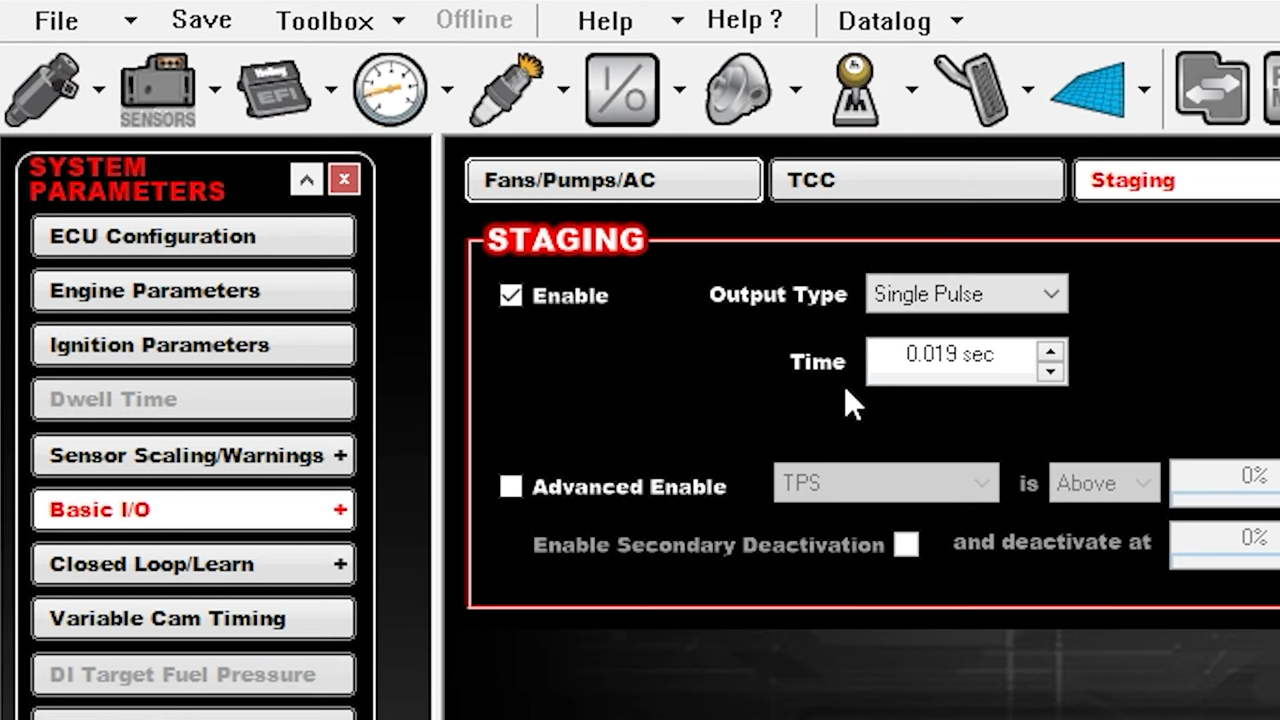 File Save Toolbox Offline Help Help ? Datalog
Holley
EFI
I/O
SENSORS
SYSTEM
PARAMETERS
ECU Configuration
Engine Parameters
Ignition Parameters
Dwell Time
Sensor Scaling/Warnings +
Basic I/O +
Closed Loop/Learn +
Variable Cam Timing
DI Target Fuel Pressure
Fans/Pumps/AC TCC Staging
STAGING
Enable Output Type Single Pulse
Time 0.019 sec
Advanced Enable TPS is Above 0%
Enable Secondary Deactivation and deactivate at 0%